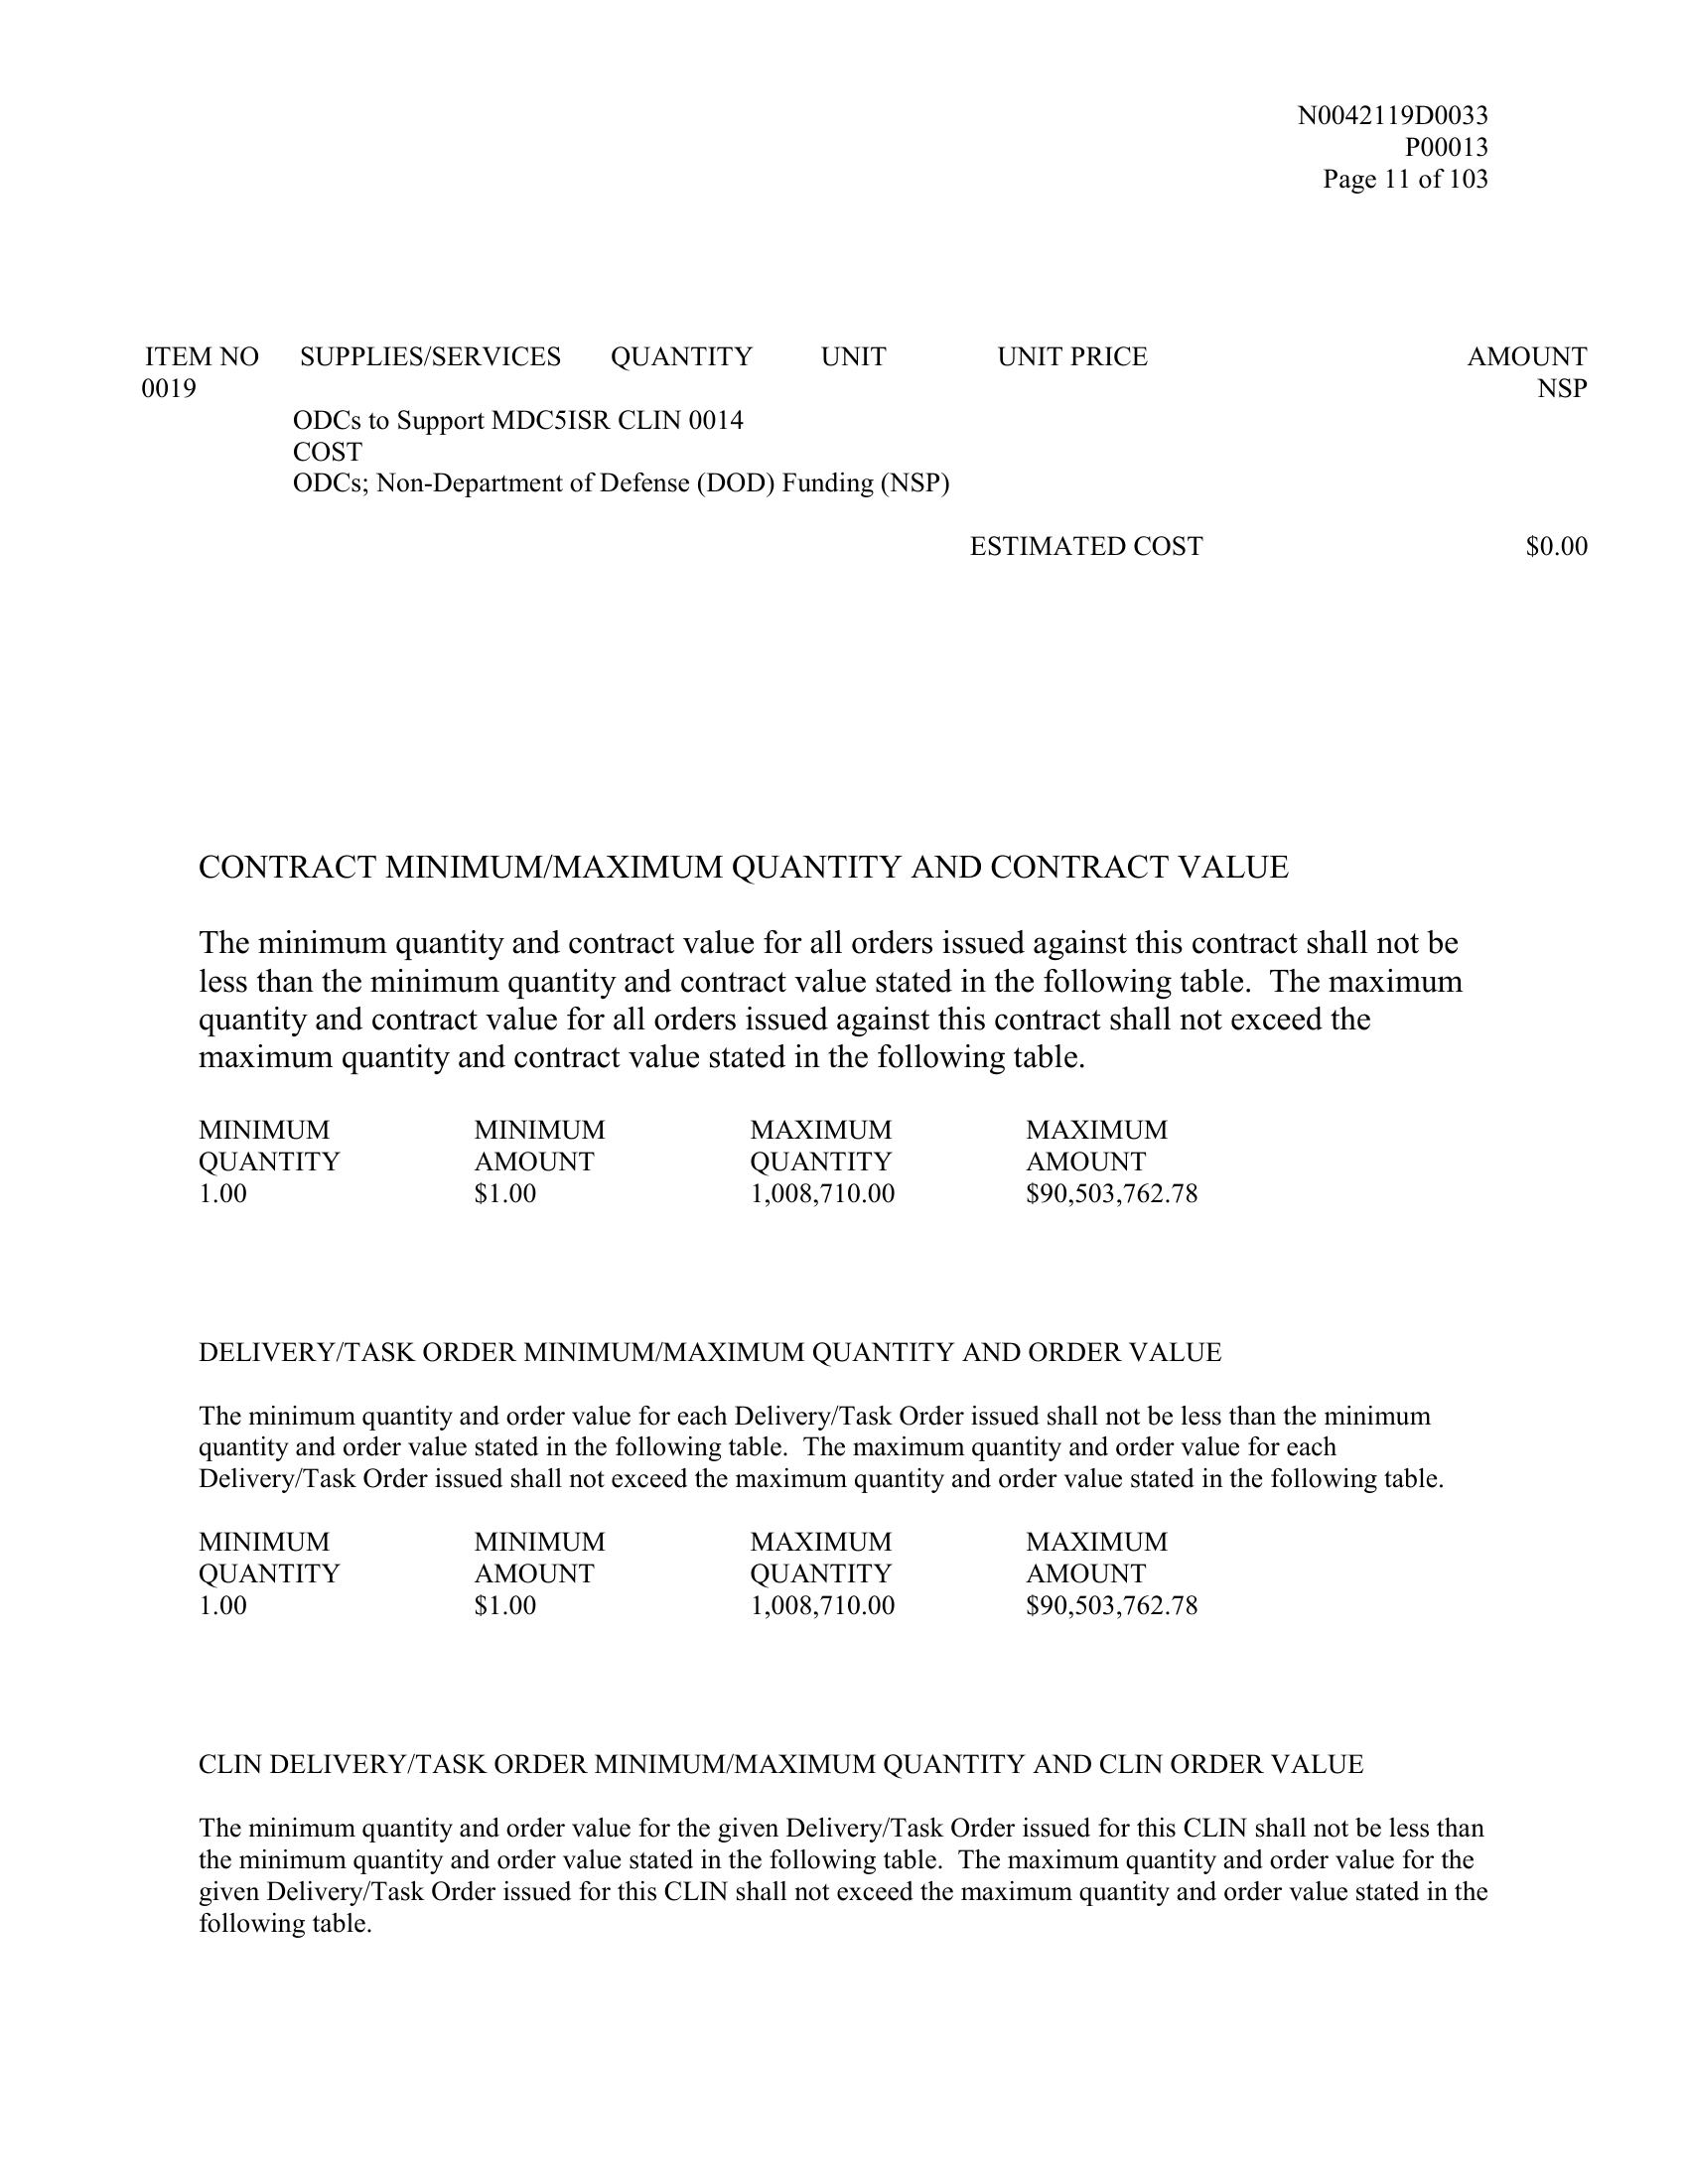 N0042119D0033
P00013
Page 11 of 103
ITEM NO SUPPLIES/SERVICES QUANTITY UNIT UNIT PRICE AMOUNT
0019 NSP
ODCs to Support MDC5ISR CLIN 0014
COST
ODCs; Non-Department of Defense (DOD) Funding (NSP)
ESTIMATED COST $0.00
CONTRACT MINIMUM/MAXIMUM QUANTITY AND CONTRACT VALUE
The minimum quantity and contract value for all orders issued against this contract shall not be
less than the minimum quantity and contract value stated in the following table.  The maximum
quantity and contract value for all orders issued against this contract shall not exceed the
maximum quantity and contract value stated in the following table.
MINIMUM MINIMUM MAXIMUM MAXIMUM
QUANTITY AMOUNT QUANTITY AMOUNT
1.00 $1.00 1,008,710.00 $90,503,762.78
DELIVERY/TASK ORDER MINIMUM/MAXIMUM QUANTITY AND ORDER VALUE
The minimum quantity and order value for each Delivery/Task Order issued shall not be less than the minimum
quantity and order value stated in the following table.  The maximum quantity and order value for each
Delivery/Task Order issued shall not exceed the maximum quantity and order value stated in the following table.
MINIMUM MINIMUM MAXIMUM MAXIMUM
QUANTITY AMOUNT QUANTITY AMOUNT
1.00 $1.00 1,008,710.00 $90,503,762.78
CLIN DELIVERY/TASK ORDER MINIMUM/MAXIMUM QUANTITY AND CLIN ORDER VALUE
The minimum quantity and order value for the given Delivery/Task Order issued for this CLIN shall not be less than
the minimum quantity and order value stated in the following table.  The maximum quantity and order value for the
given Delivery/Task Order issued for this CLIN shall not exceed the maximum quantity and order value stated in the
following table.